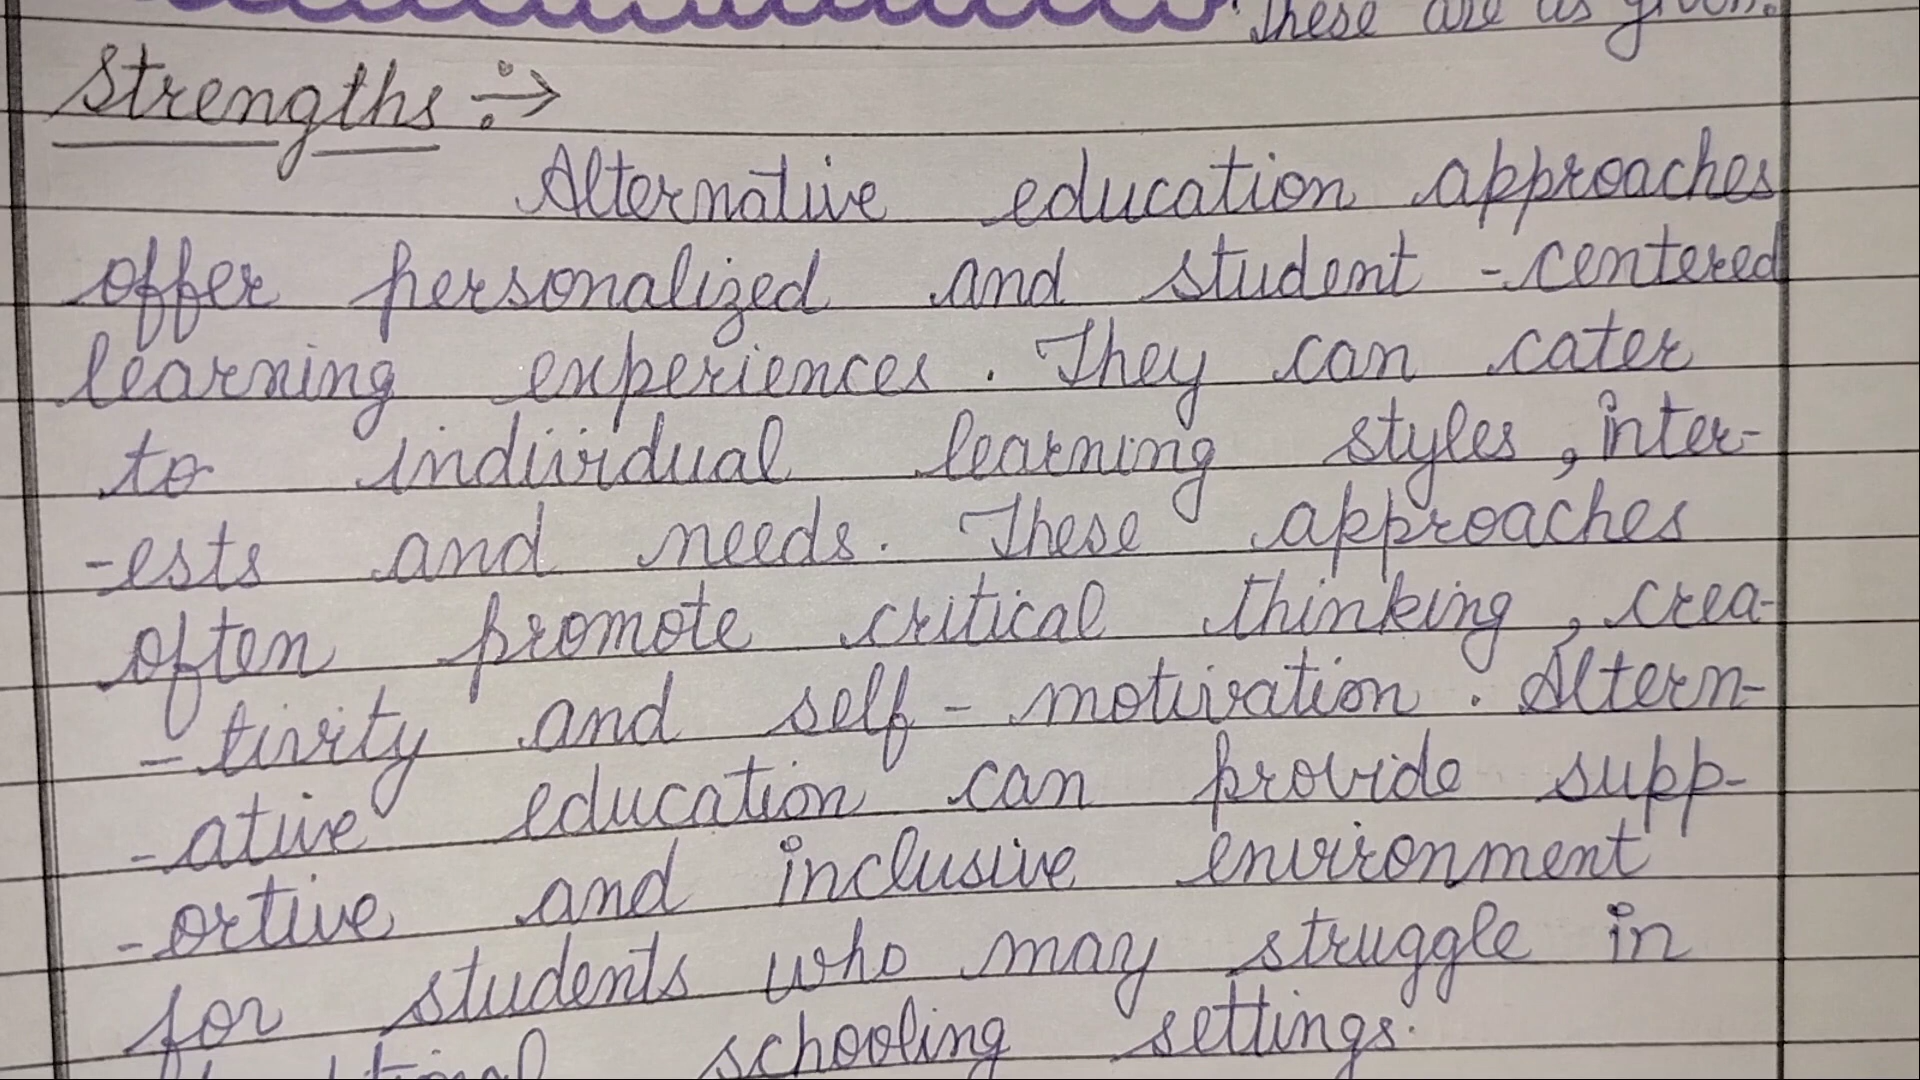 These are as given.
Strengths :→
Alternative education approaches
offer personalized and student - centered
learning experiences. They can cater
to individual learning styles, inter-
-ests and needs. These approaches
often promote critical thinking, crea-
- tivity and self - motivation. Altern-
- ative education can provide supp-
- ortive and inclusive environment
for students who may struggle in
schooling settings.